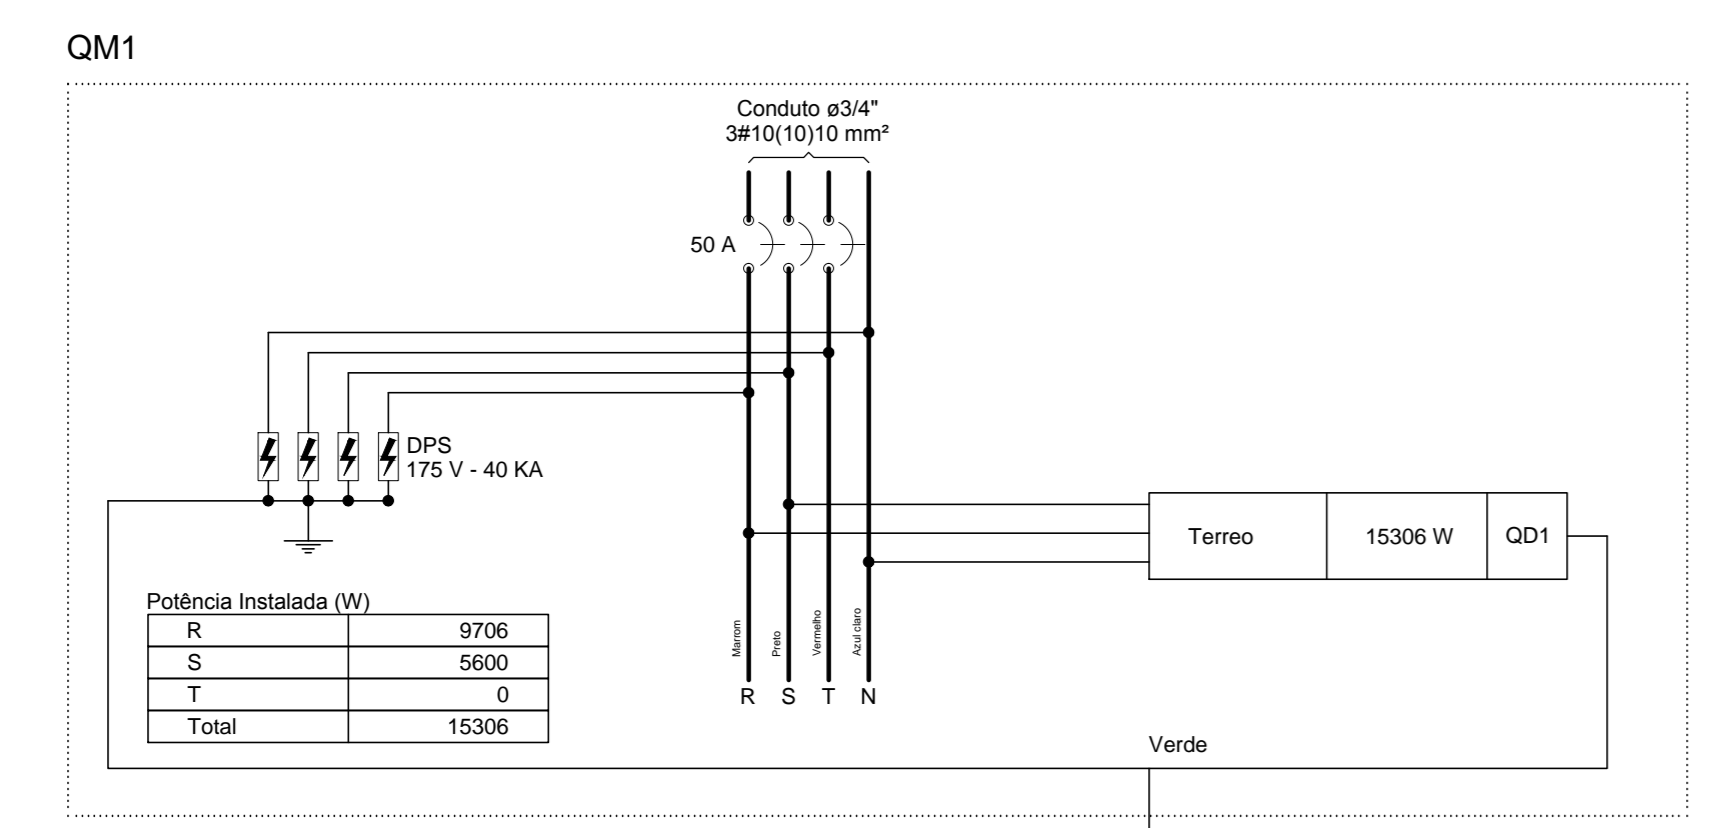 QM1
Conduto ø3/4"
3#10(10)10 mm²
50 A
DPS
175 V - 40 KA
Terreo 15306 W QD1
Potência Instalada (W)
R 9706
S 5600
T 0
Total 15306
Marrom
Preto
Vermelho
Azul claro
R S T N
Verde